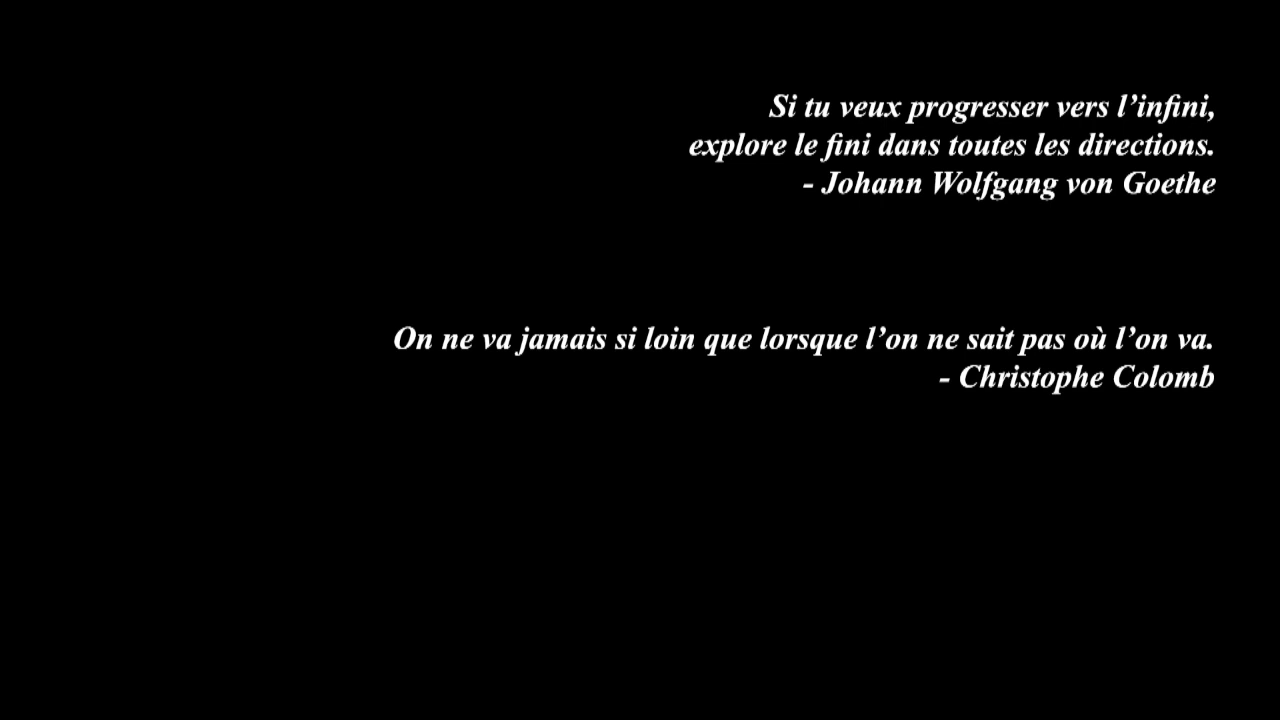 Si tu veux progresser vers l’infini,
explore le fini dans toutes les directions.
- Johann Wolfgang von Goethe
On ne va jamais si loin que lorsque l’on ne sait pas où l’on va.
- Christophe Colomb